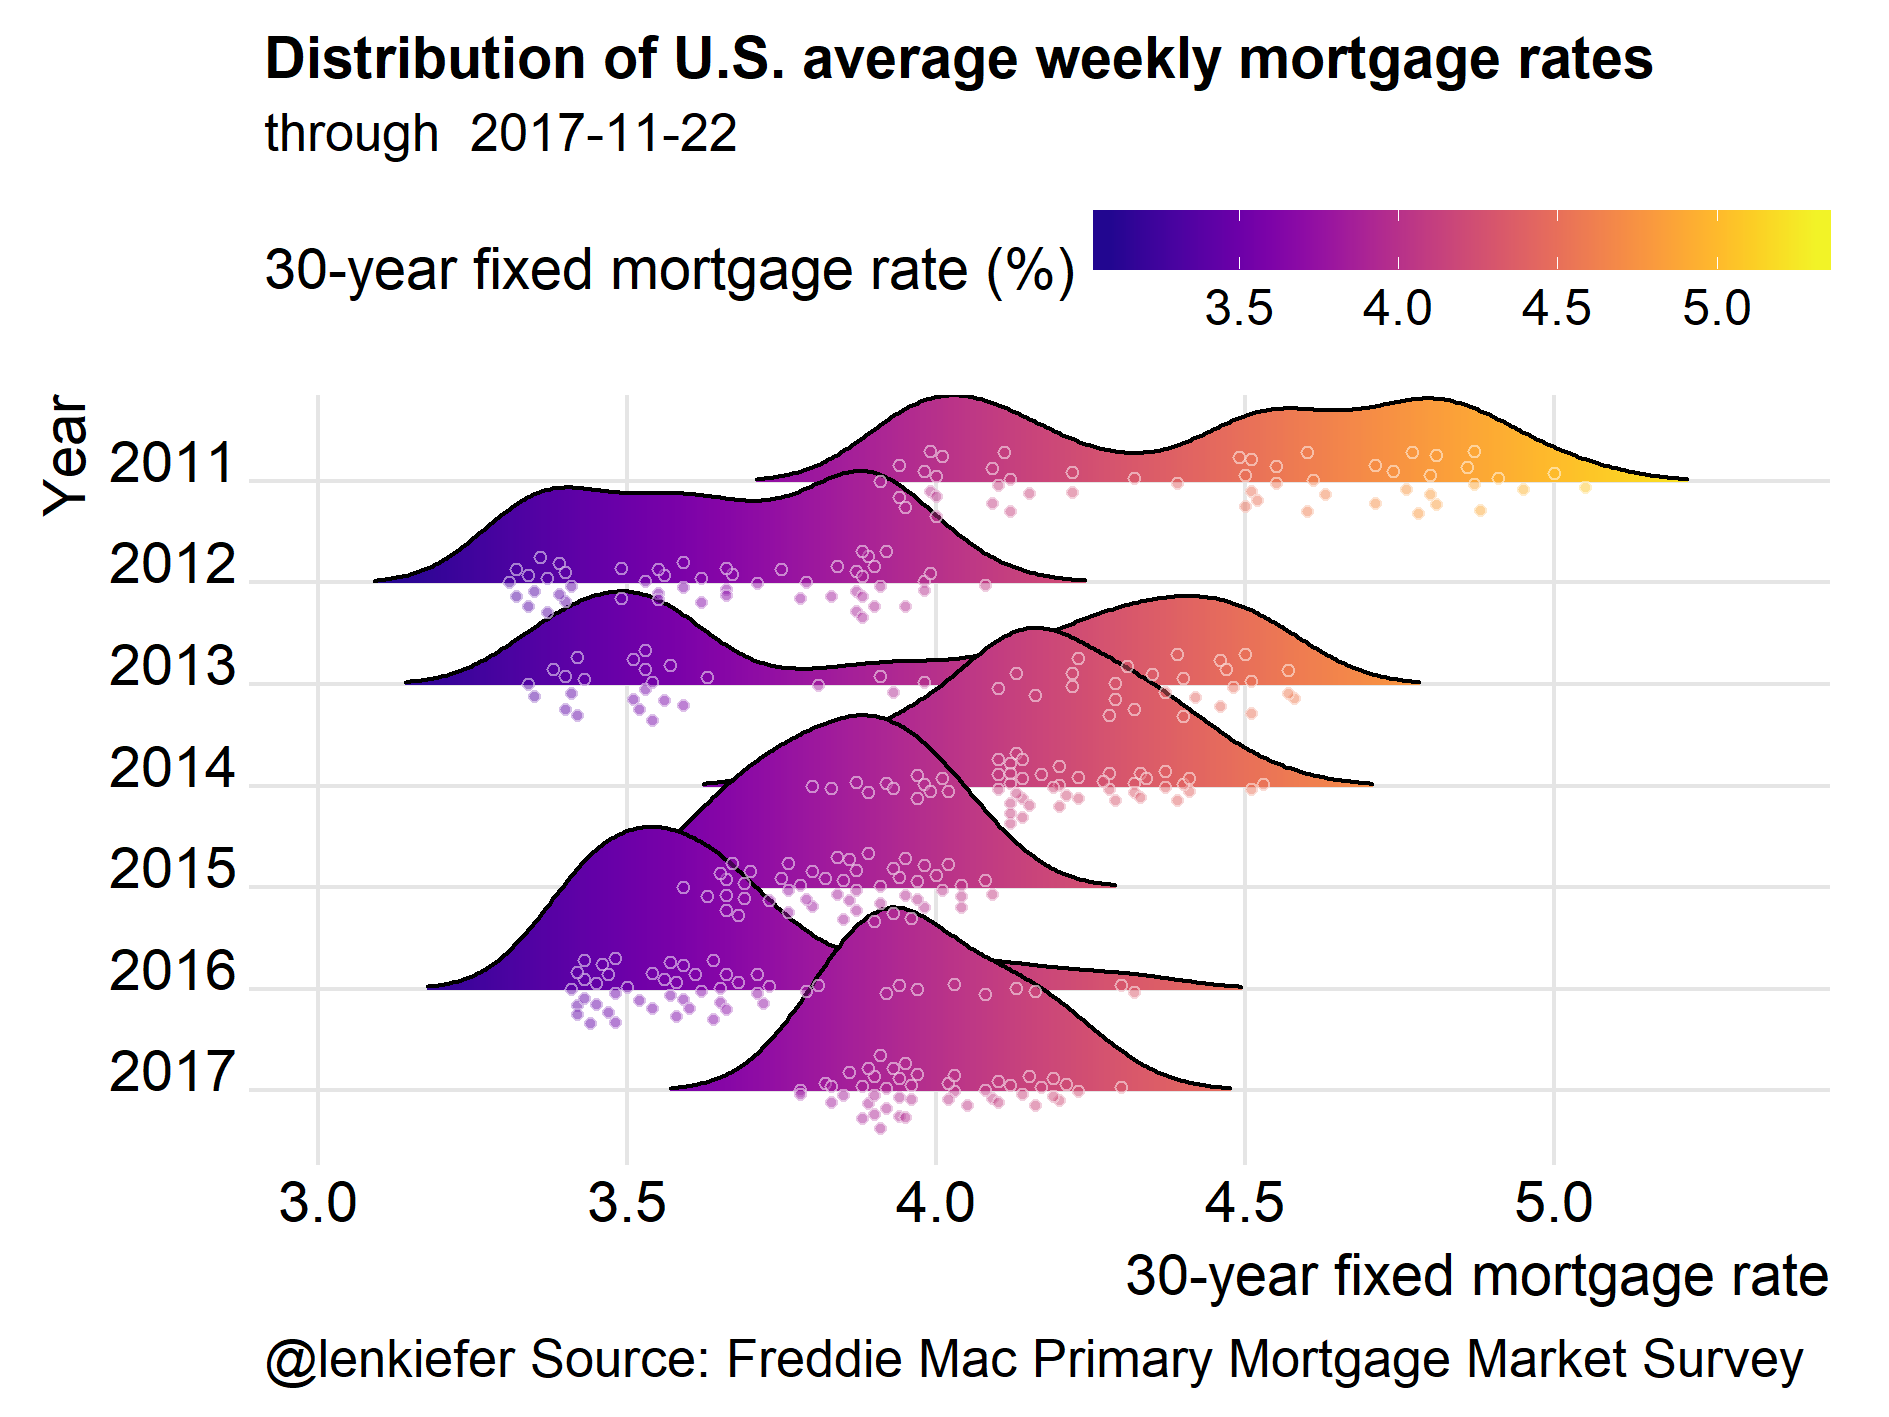 Distribution of U.S. average weekly mortgage rates
through  2017-11-22
30-year fixed mortgage rate (%)
3.5 4.0 4.5 5.0
Year
2011
2012
2013
2014
2015
2016
2017
3.0 3.5 4.0 4.5 5.0
30-year fixed mortgage rate
@lenkiefer Source: Freddie Mac Primary Mortgage Market Survey